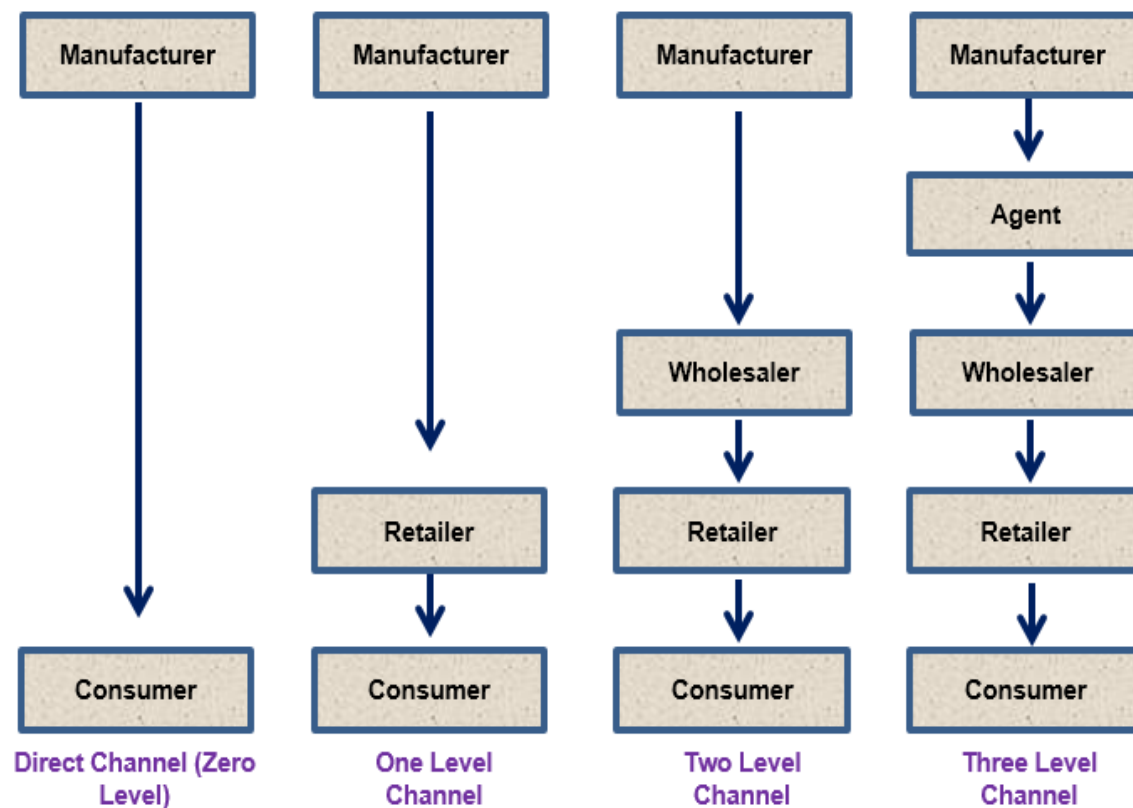 Manufacturer
Manufacturer
Manufacturer
Manufacturer
Agent
Wholesaler
Wholesaler
Retailer
Retailer
Retailer
Consumer
Consumer
Consumer
Consumer
Direct Channel (Zero
Level)
One Level
Channel
Two Level
Channel
Three Level
Channel